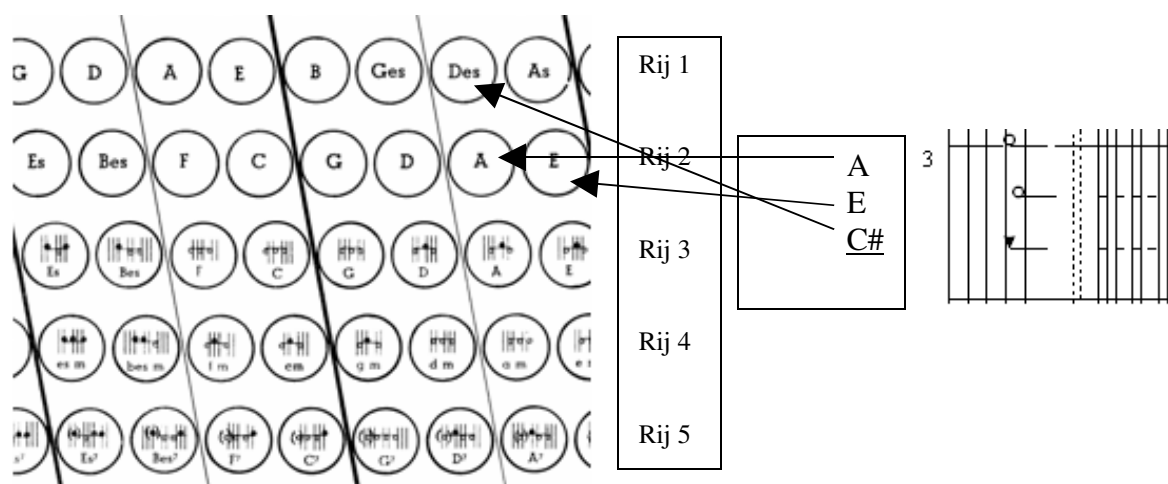 G D A E B Ges Des As Rij 1
Es Bes F C G D A E Rij 2
A
3
E
C#
Es Bes F C G D A E Rij 3
es m bes m f m em g m d m a m e Rij 4
s⁷ Es⁷ Bes⁷ F⁷ C⁷ G⁷ D⁷ A⁷ Rij 5